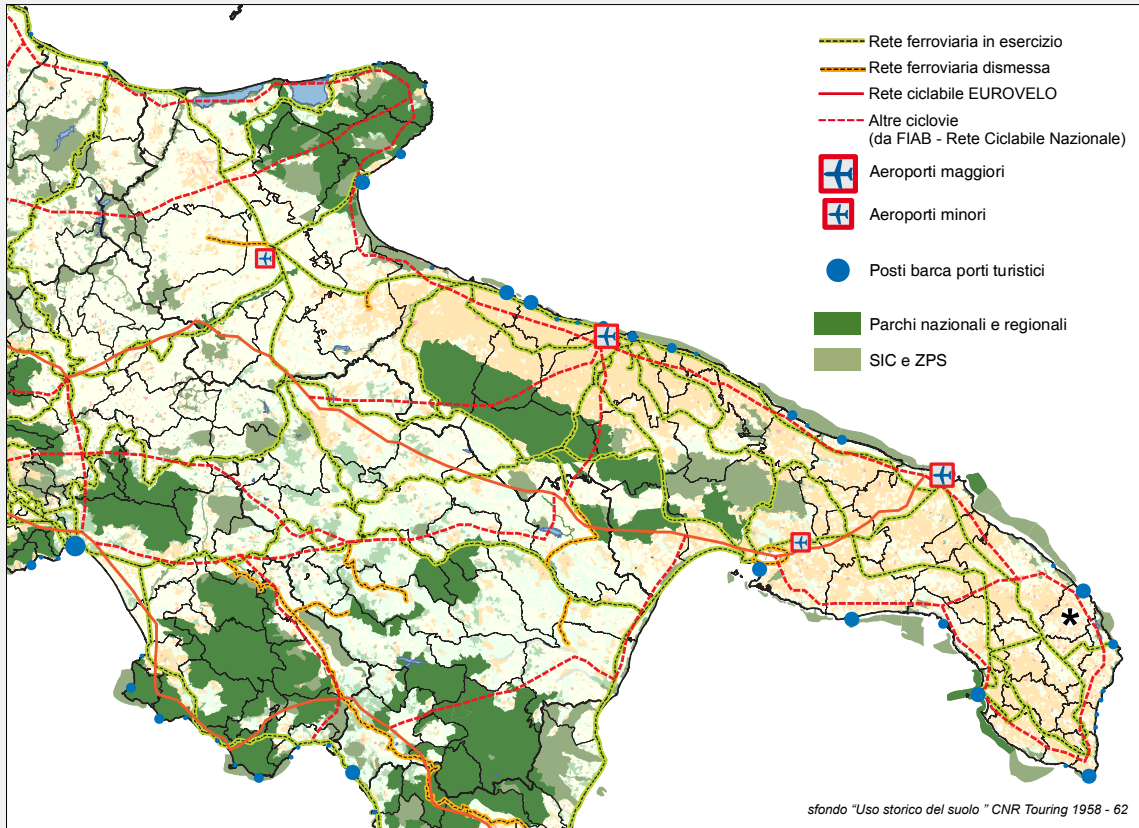 Rete ferroviaria in esercizio
Rete ferroviaria dismessa
Rete ciclabile EUROVELO
Altre ciclovie
(da FIAB - Rete Ciclabile Nazionale)
Aeroporti maggiori
Aeroporti minori
Posti barca porti turistici
Parchi nazionali e regionali
SIC e ZPS
*
sfondo "Uso storico del suolo " CNR Touring 1958 - 62